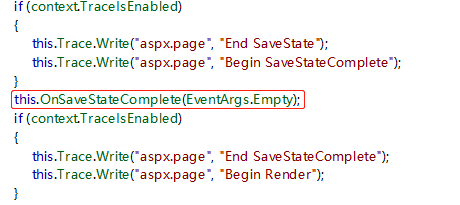 if (context.TraceIsEnabled)
{
this.Trace.Write("aspx.page", "End SaveState");
this.Trace.Write("aspx.page", "Begin SaveStateComplete");
}
this.OnSaveStateComplete(EventArgs.Empty);
if (context.TraceIsEnabled)
{
this.Trace.Write("aspx.page", "End SaveStateComplete");
this.Trace.Write("aspx.page", "Begin Render");
}